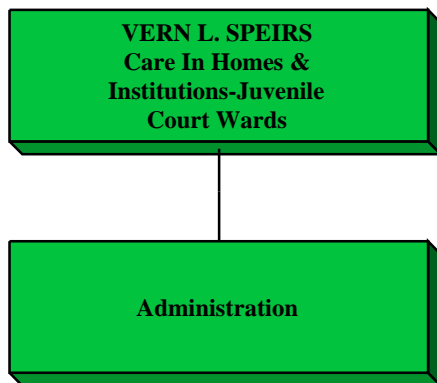 VERN L. SPEIRS
Care In Homes &
Institutions-Juvenile
Court Wards
Administration